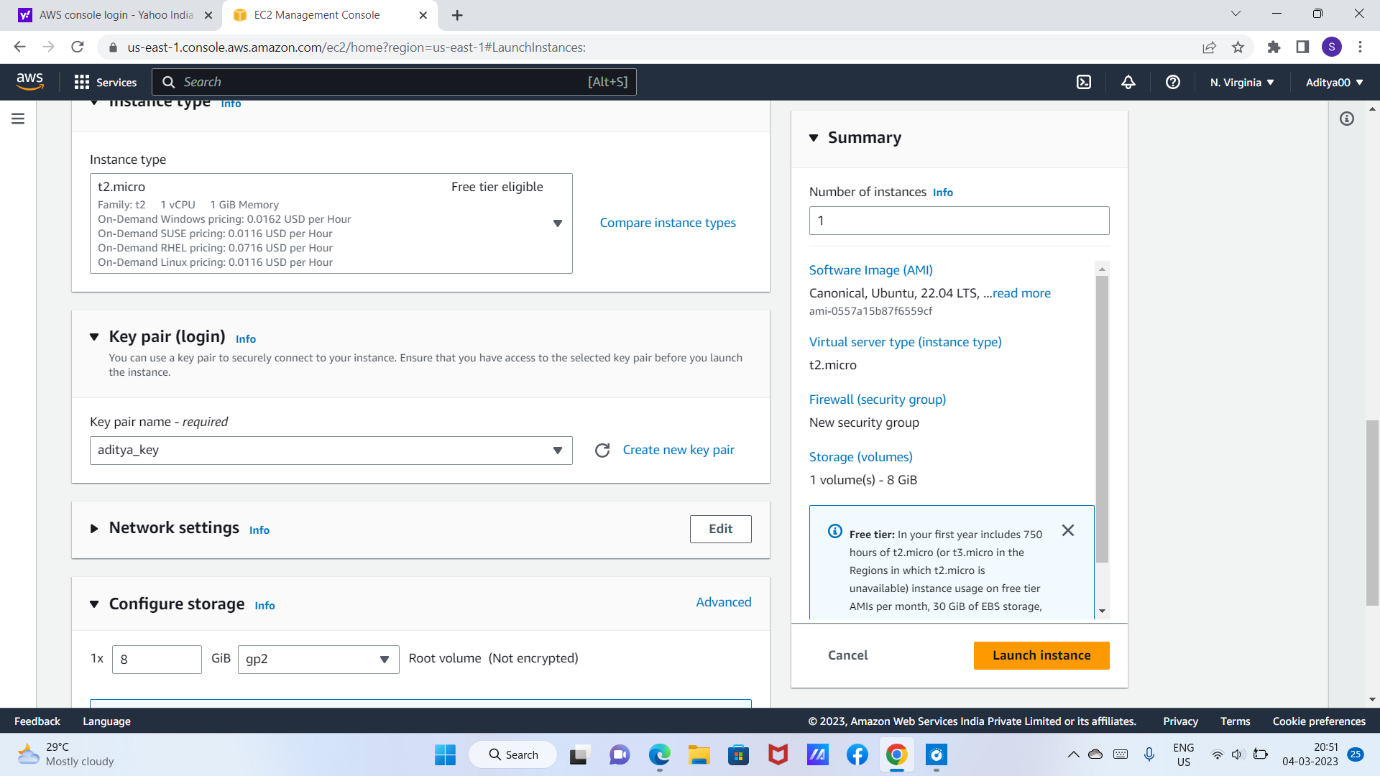 AWS console login - Yahoo India
EC2 Management Console
us-east-1.console.aws.amazon.com/ec2/home?region=us-east-1#LaunchInstances:
S
aws
Services
Search
[Alt+S]
N. Virginia
Aditya00
Instance type Info
Instance type
t2.micro Free tier eligible
Family: t2 1 vCPU 1 GiB Memory
On-Demand Windows pricing: 0.0162 USD per Hour
On-Demand SUSE pricing: 0.0116 USD per Hour
On-Demand RHEL pricing: 0.0716 USD per Hour
On-Demand Linux pricing: 0.0116 USD per Hour
Compare instance types
Key pair (login) Info
You can use a key pair to securely connect to your instance. Ensure that you have access to the selected key pair before you launch
the instance.
Key pair name - required
aditya_key
Create new key pair
Network settings Info
Edit
Configure storage Info
Advanced
1x 8 GiB gp2 Root volume (Not encrypted)
Summary
Number of instances Info
1
Software Image (AMI)
Canonical, Ubuntu, 22.04 LTS, ...read more
ami-0557a15b87f6559cf
Virtual server type (instance type)
t2.micro
Firewall (security group)
New security group
Storage (volumes)
1 volume(s) - 8 GiB
Free tier: In your first year includes 750
hours of t2.micro (or t3.micro in the
Regions in which t2.micro is
unavailable) instance usage on free tier
AMIs per month, 30 GiB of EBS storage,
Cancel
Launch instance
Feedback Language © 2023, Amazon Web Services India Private Limited or its affiliates. Privacy Terms Cookie preferences
29°C
Mostly cloudy
Search
ENG
US
20:51
04-03-2023
25